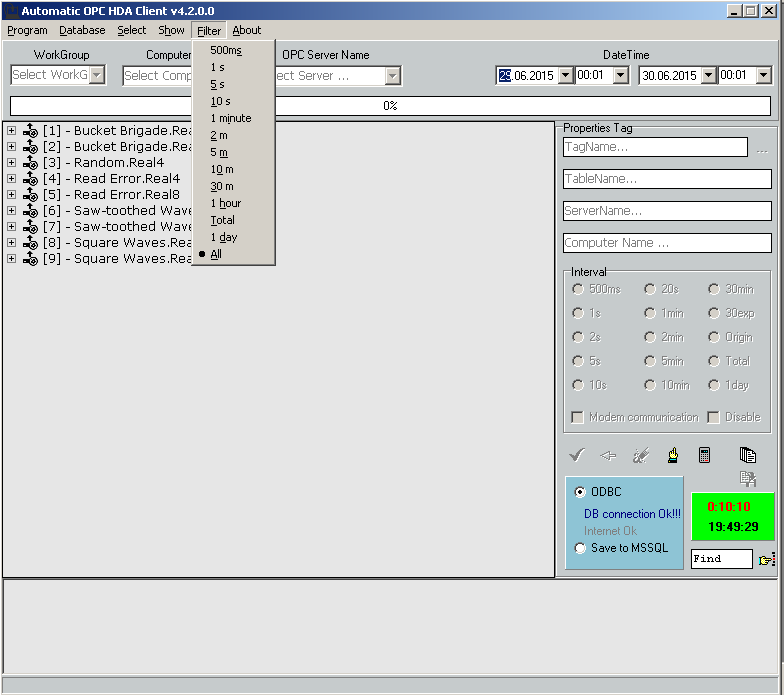 Automatic OPC HDA Client v4.2.0.0
Program Database Select Show Filter About
WorkGroup Computer OPC Server Name DateTime
Select WorkG Select Comp ect Server ... 29.06.2015 00:01 30.06.2015 00:01
0%
500ms
1 s
5 s
10 s
1 minute
2 m
5 m
10 m
30 m
1 hour
Total
1 day
All
[1] - Bucket Brigade.Rea
[2] - Bucket Brigade.Rea
[3] - Random.Real4
[4] - Read Error.Real4
[5] - Read Error.Real8
[6] - Saw-toothed Wave
[7] - Saw-toothed Wave
[8] - Square Waves.Rea
[9] - Square Waves.Rea
Properties Tag
TagName... ...
TableName...
ServerName...
Computer Name ...
Interval
500ms 20s 30min
1s 1min 30exp
2s 2min Origin
5s 5min Total
10s 10min 1day
Modem communication Disable
ODBC
DB connection Ok!!!
Internet Ok
Save to MSSQL
0:10:10
19:49:29
Find